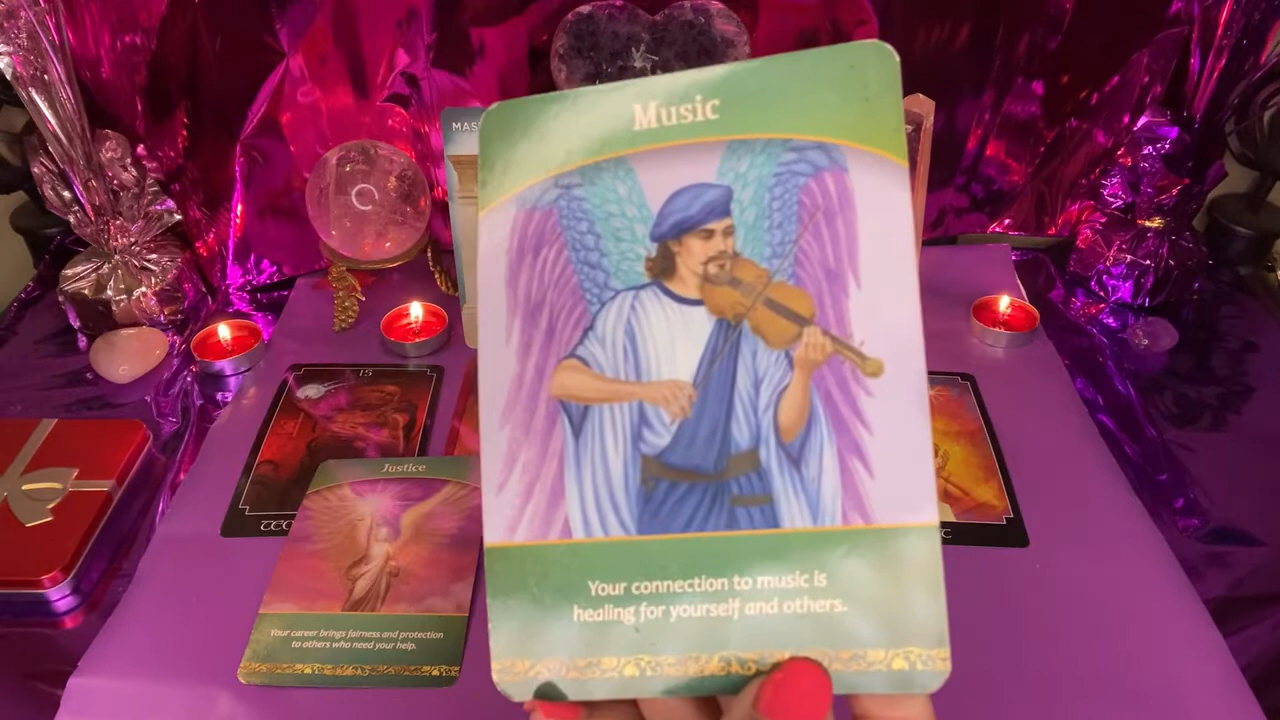 Music
MAS
Your connection to music is
healing for yourself and others.
15
Justice
Your career brings fairness and protection
to others who need your help.